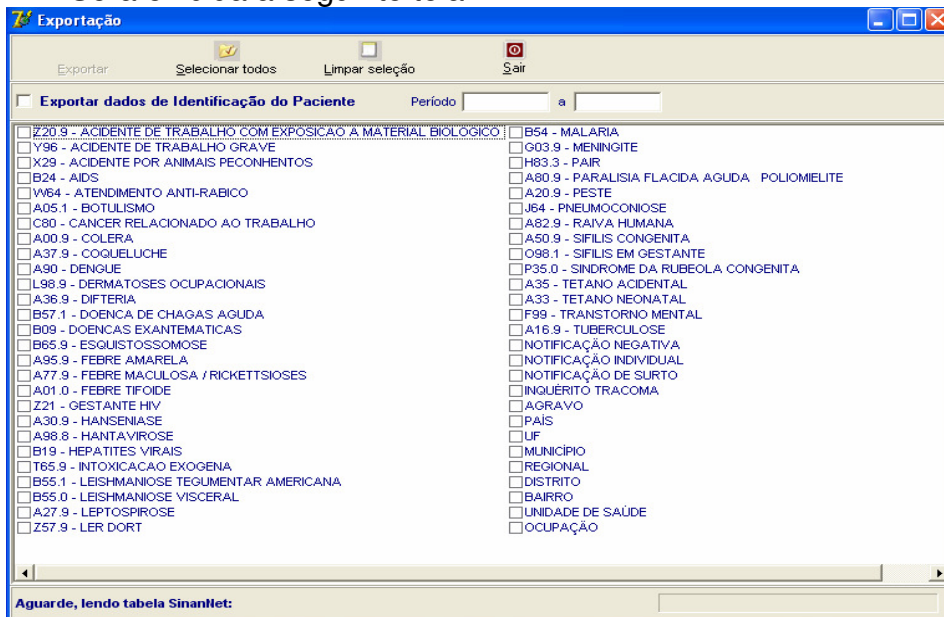 Exportação
Exportar Selecionar todos Limpar seleção Sair
Exportar dados de Identificação do Paciente Período a
Z20.9 - ACIDENTE DE TRABALHO COM EXPOSICAO A MATERIAL BIOLOGICO
Y96 - ACIDENTE DE TRABALHO GRAVE
X29 - ACIDENTE POR ANIMAIS PECONHENTOS
B24 - AIDS
W64 - ATENDIMENTO ANTI-RABICO
A05.1 - BOTULISMO
C80 - CANCER RELACIONADO AO TRABALHO
A00.9 - COLERA
A37.9 - COQUELUCHE
A90 - DENGUE
L98.9 - DERMATOSES OCUPACIONAIS
A36.9 - DIFTERIA
B57.1 - DOENCA DE CHAGAS AGUDA
B09 - DOENCAS EXANTEMATICAS
B65.9 - ESQUISTOSSOMOSE
A95.9 - FEBRE AMARELA
A77.9 - FEBRE MACULOSA / RICKETTSIOSES
A01.0 - FEBRE TIFOIDE
Z21 - GESTANTE HIV
A30.9 - HANSENIASE
A98.8 - HANTAVIROSE
B19 - HEPATITES VIRAIS
T65.9 - INTOXICACAO EXOGENA
B55.1 - LEISHMANIOSE TEGUMENTAR AMERICANA
B55.0 - LEISHMANIOSE VISCERAL
A27.9 - LEPTOSPIROSE
Z57.9 - LER DORT
B54 - MALARIA
G03.9 - MENINGITE
H83.3 - PAIR
A80.9 - PARALISIA FLACIDA AGUDA POLIOMIELITE
A20.9 - PESTE
J64 - PNEUMOCONIOSE
A82.9 - RAIVA HUMANA
A50.9 - SIFILIS CONGENITA
O98.1 - SIFILIS EM GESTANTE
P35.0 - SINDROME DA RUBEOLA CONGENITA
A35 - TETANO ACIDENTAL
A33 - TETANO NEONATAL
F99 - TRANSTORNO MENTAL
A16.9 - TUBERCULOSE
NOTIFICAÇÃO NEGATIVA
NOTIFICAÇÃO INDIVIDUAL
NOTIFICAÇÃO DE SURTO
INQUÉRITO TRACOMA
AGRAVO
PAÍS
UF
MUNICÍPIO
REGIONAL
DISTRITO
BAIRRO
UNIDADE DE SAÚDE
OCUPAÇÃO
Aguarde, lendo tabela SinanNet: